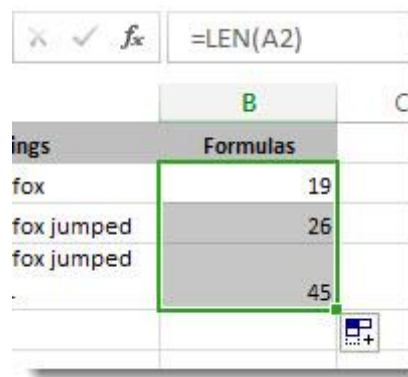 fx =LEN(A2)
B C
ings Formulas
fox 19
fox jumped 26
fox jumped
. 45